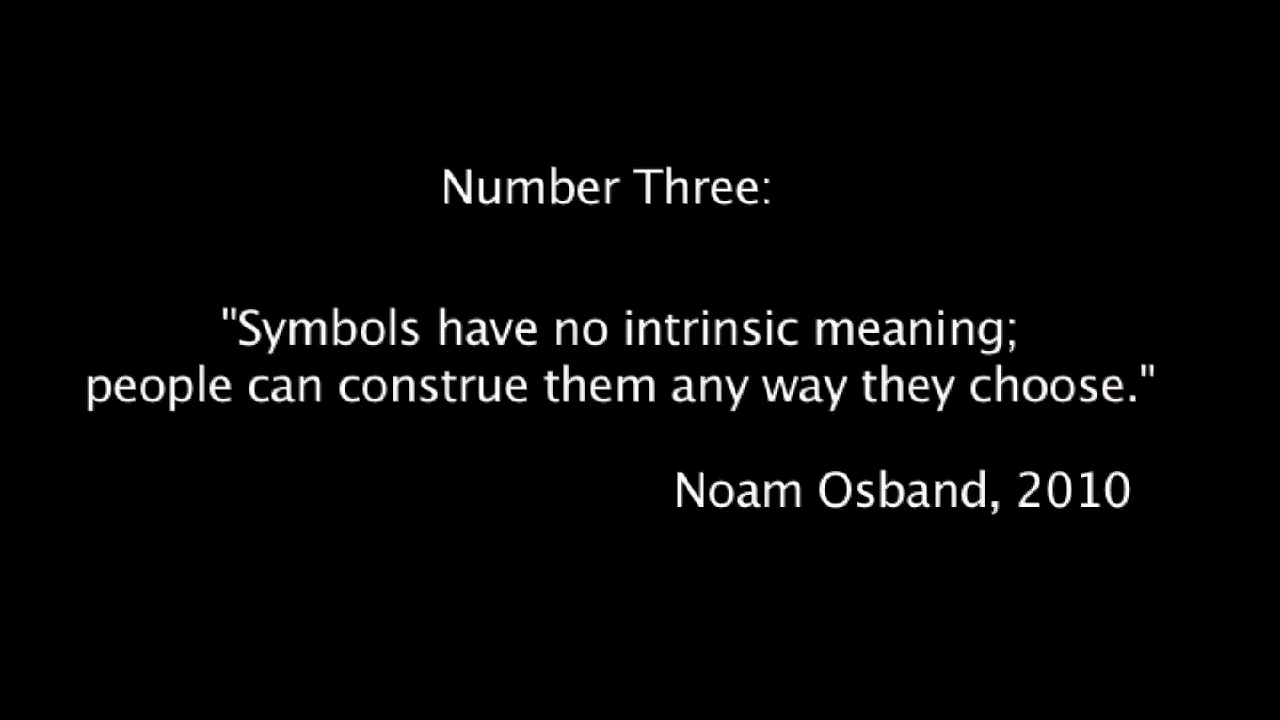 Number Three:
"Symbols have no intrinsic meaning;
people can construe them any way they choose."
Noam Osband, 2010